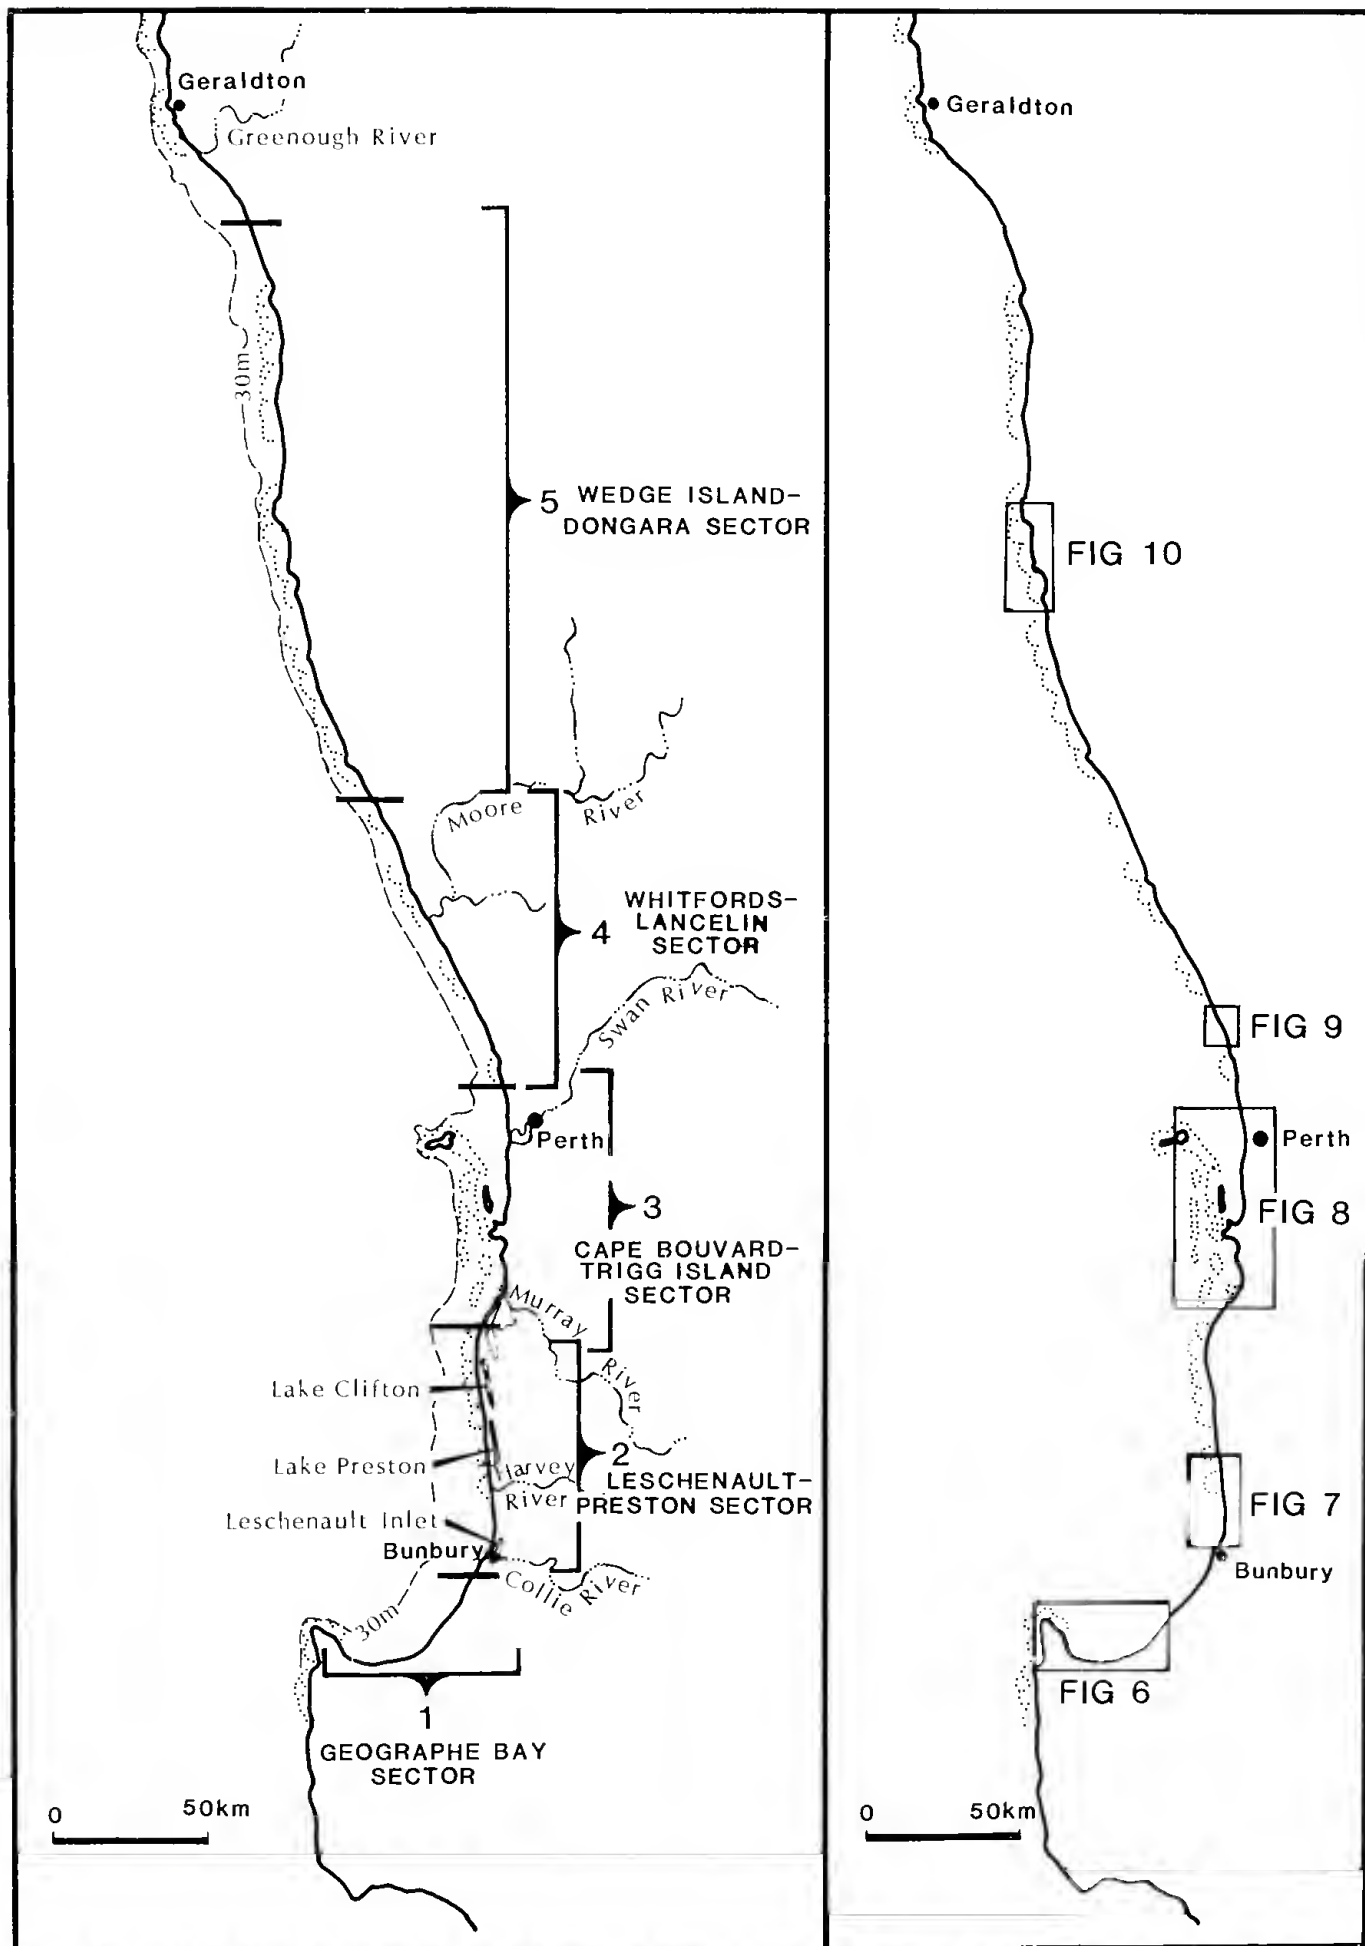 Geraldton
Greenough River
30m
5 WEDGE ISLAND-
DONGARA SECTOR
Moore River
WHITFORDS-
4 LANCELIN
SECTOR
Swan River
Perth
3
CAPE BOUVARD-
TRIGG ISLAND
SECTOR
Murray River
Lake Clifton
2
Lake Preston
Harvey
River
LESCHENAULT-
PRESTON SECTOR
Leschenault Inlet
Bunbury
Collie River
30m
1
GEOGRAPHE BAY
SECTOR
0 50km
Geraldton
FIG 10
FIG 9
Perth
FIG 8
FIG 7
Bunbury
FIG 6
0 50km